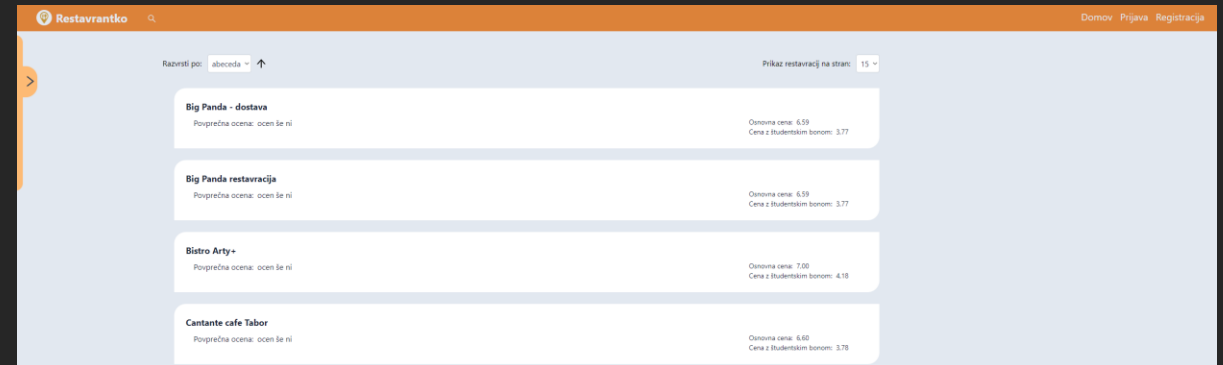 Restavrantko
Domov Prijava Registracija
Razvrsti po: abeceda
Prikaz restavracij na stran: 15
Big Panda - dostava
Povprečna ocena: ocen še ni
Osnovna cena: 6,59
Cena z študentskim bonom: 3,77
Big Panda restavracija
Povprečna ocena: ocen še ni
Osnovna cena: 6,59
Cena z študentskim bonom: 3,77
Bistro Arty+
Povprečna ocena: ocen še ni
Osnovna cena: 7,00
Cena z študentskim bonom: 4,18
Cantante cafe Tabor
Povprečna ocena: ocen še ni
Osnovna cena: 6,60
Cena z študentskim bonom: 3,78